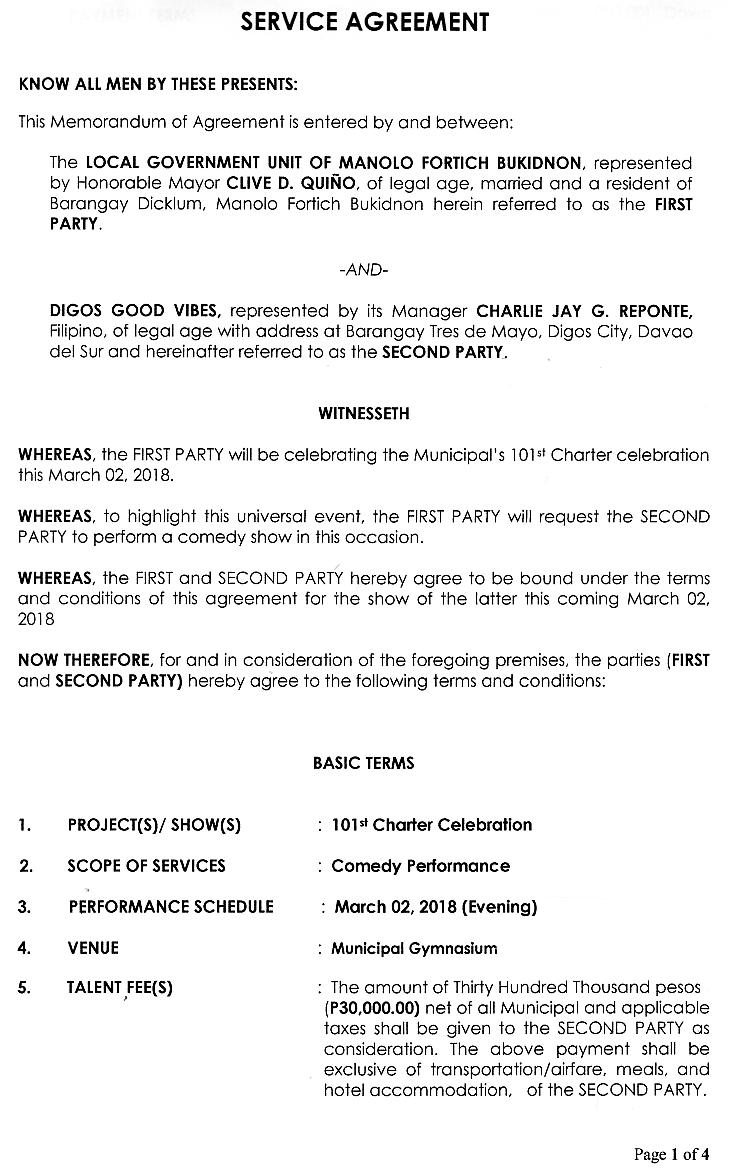 SERVICE AGREEMENT
KNOW ALL MEN BY THESE PRESENTS:
This Memorandum of Agreement is entered by and between:
The LOCAL GOVERNMENT UNIT OF MANOLO FORTICH BUKIDNON, represented
by Honorable Mayor CLIVE D. QUIÑO, of legal age, married and a resident of
Barangay Dicklum, Manolo Fortich Bukidnon herein referred to as the FIRST
PARTY.
-AND-
DIGOS GOOD VIBES, represented by its Manager CHARLIE JAY G. REPONTE,
Filipino, of legal age with address at Barangay Tres de Mayo, Digos City, Davao
del Sur and hereinafter referred to as the SECOND PARTY.
WITNESSETH
WHEREAS, the FIRST PARTY will be celebrating the Municipal's 101st Charter celebration
this March 02, 2018.
WHEREAS, to highlight this universal event, the FIRST PARTY will request the SECOND
PARTY to perform a comedy show in this occasion.
WHEREAS, the FIRST and SECOND PARTY hereby agree to be bound under the terms
and conditions of this agreement for the show of the latter this coming March 02,
2018
NOW THEREFORE, for and in consideration of the foregoing premises, the parties (FIRST
and SECOND PARTY) hereby agree to the following terms and conditions:
BASIC TERMS
1. PROJECT(S)/ SHOW(S) : 101st Charter Celebration
2. SCOPE OF SERVICES : Comedy Performance
3. PERFORMANCE SCHEDULE : March 02, 2018 (Evening)
4. VENUE : Municipal Gymnasium
5. TALENT FEE(S) : The amount of Thirty Hundred Thousand pesos
(P30,000.00) net of all Municipal and applicable
taxes shall be given to the SECOND PARTY as
consideration. The above payment shall be
exclusive of transportation/airfare, meals, and
hotel accommodation, of the SECOND PARTY.
Page 1 of 4